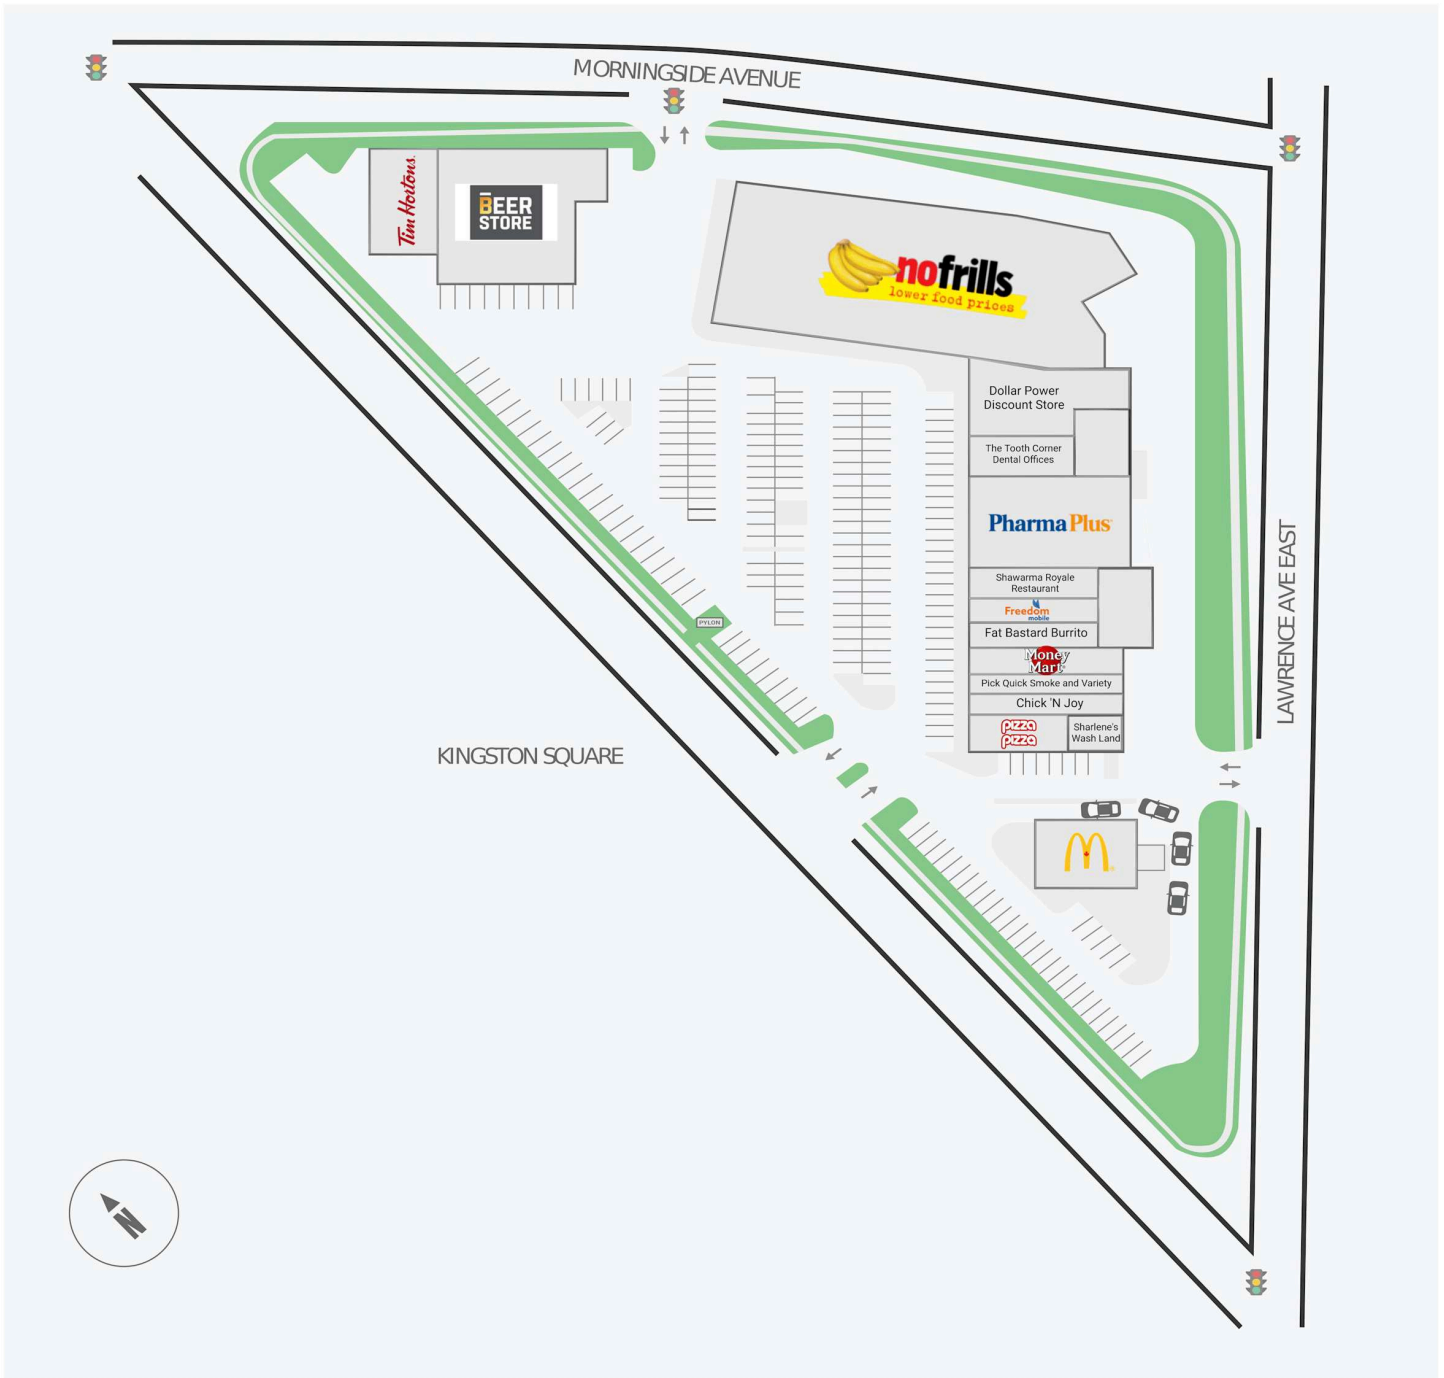 MORNINGSIDE AVENUE
Tim Hortons.
BEER
STORE
nofrills
lower food prices
Dollar Power
Discount Store
The Tooth Corner
Dental Offices
PharmaPlus
Shawarma Royale
Restaurant
Freedom
mobile
Fat Bastard Burrito
Money
Mart
Pick Quick Smoke and Variety
Chick 'N Joy
pizza
pizza
Sharlene's
Wash Land
PYLON
KINGSTON SQUARE
LAWRENCE AVE EAST
M
N